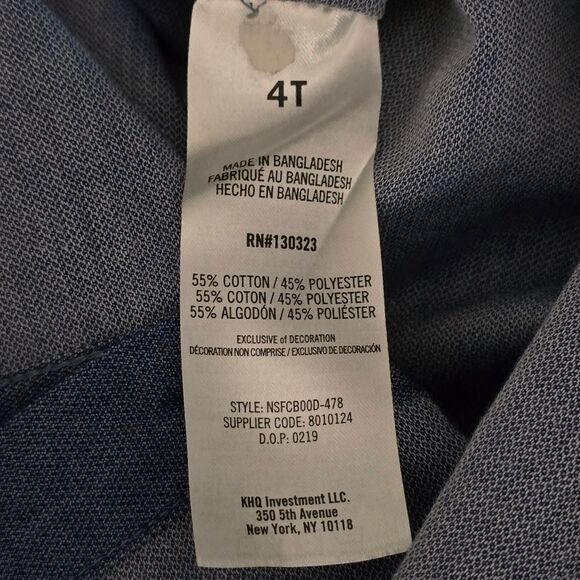 4T
MADE IN BANGLADESH
FABRIQUÉ AU BANGLADESH
HECHO EN BANGLADESH
RN#130323
55% COTTON / 45% POLYESTER
55% COTON / 45% POLYESTER
55% ALGODÓN / 45% POLIÉSTER
EXCLUSIVE of DECORATION
DÉCORATION NON COMPRISE / EXCLUSIVO DE DECORACIÓN
STYLE: NSFCB00D-478
SUPPLIER CODE: 8010124
D.O.P: 0219
KHQ Investment LLC.
350 5th Avenue
New York, NY 10118